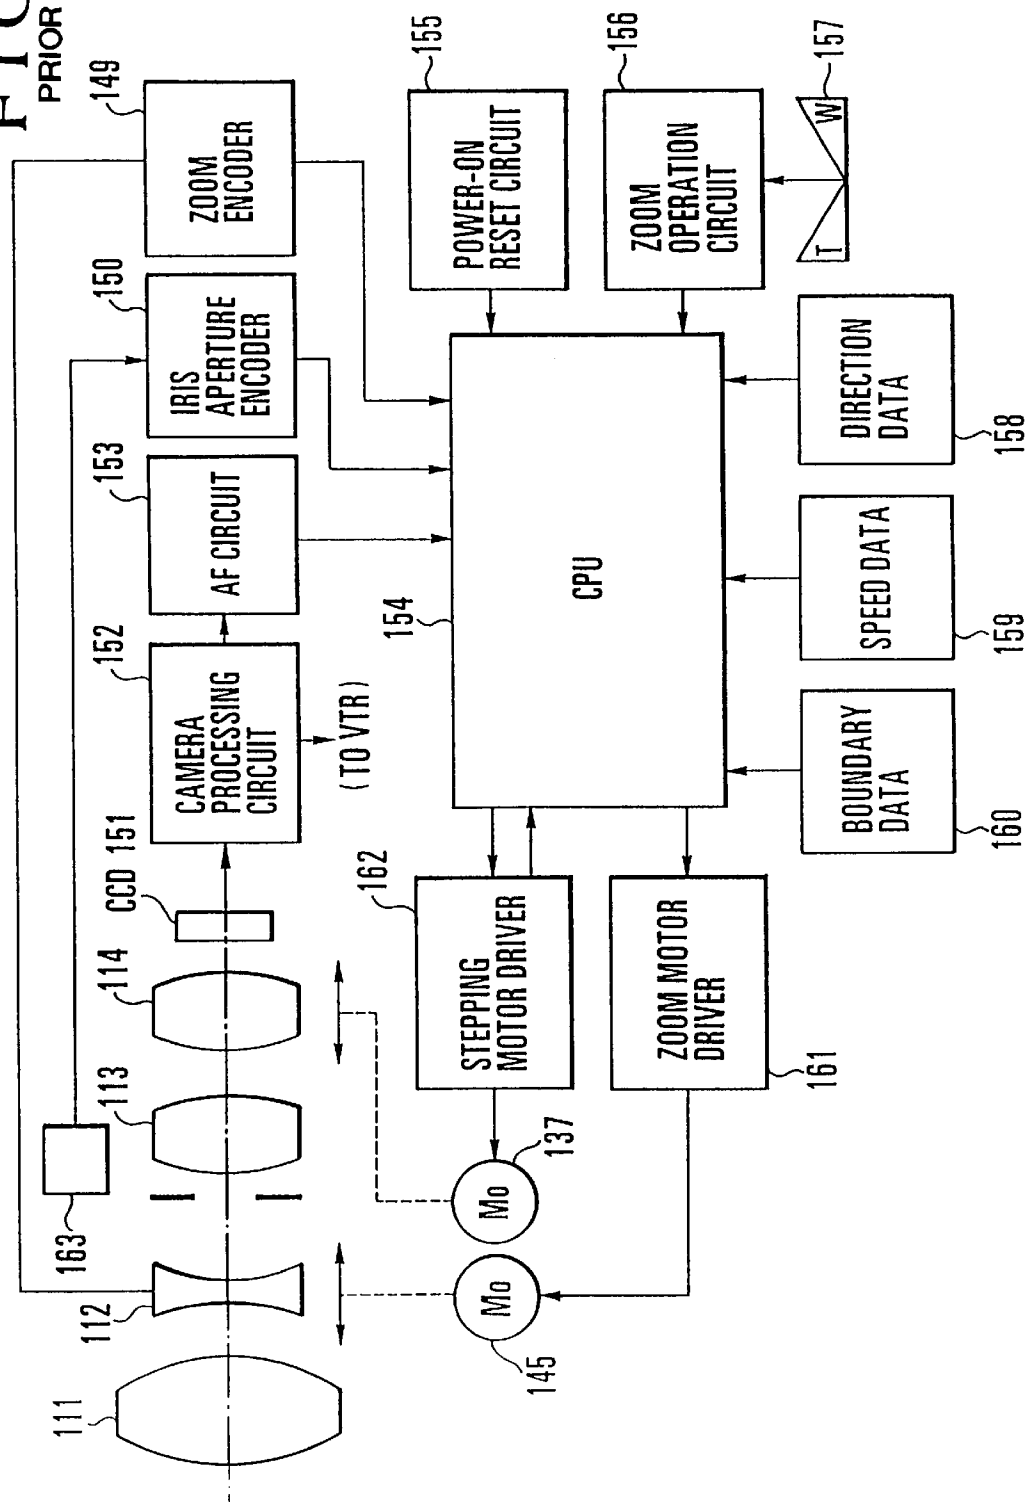 PRIOR
149
ZOOM
ENCODER
150
IRIS
APERTURE
ENCODER
153
AF CIRCUIT
152
CAMERA
PROCESSING
CIRCUIT
(TO VTR)
CCD 151
114
113
163
112
111
155
POWER-ON
RESET CIRCUIT
156
ZOOM
OPERATION
CIRCUIT
157
T
W
154
CPU
162
STEPPING
MOTOR DRIVER
ZOOM MOTOR
DRIVER
161
Mo
137
Mo
145
BOUNDARY
DATA
160
SPEED DATA
159
DIRECTION
DATA
158